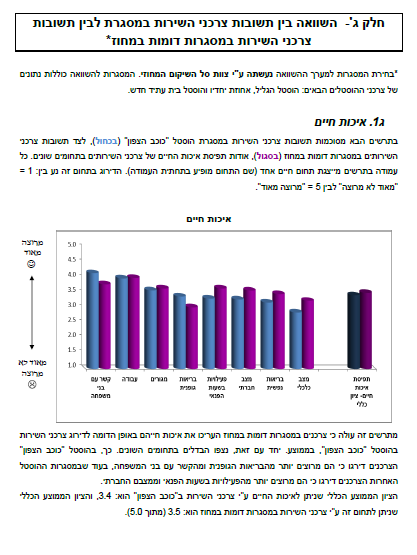 חלק ג'- השוואה בין תשובות צרכני השירות במסגרת לבין תשובות
צרכני השירות במסגרות דומות במחוז*
*בחירת המסגרות למערך ההשוואה נעשתה ע"י צוות סל השיקום המחוזי. המסגרות להשוואה כוללות נתונים
של צרכני ההוסטלים הבאים: הוסטל הגליל, אחוזת יחדיו והוסטל בית עתיד חדש.
ג1. איכות חיים
בתרשים הבא מסוכמות תשובות צרכני השירות במסגרת הוסטל "כוכב הצפון" (בכחול), לצד תשובות צרכני
השירותים במסגרות דומות במחוז (בסגול), אודות תפיסת איכות החיים של צרכני השירותים בתחומים שונים. כל
עמודה בתרשים מייצגת תחום חיים אחד (שם התחום מופיע בתחתית העמודה). הדירוג בתחום זה נע בין: 1 =
"מאוד לא מרוצה" לבין 5 = "מרוצה מאוד".
איכות חיים
מרוצה
מאוד
☺
מאוד לא
מרוצה
☹
5.0
4.5
4.0
3.5
3.0
2.5
2.0
1.5
1.0
קשר עם
בני
משפחה
עבודה
מגורים
בריאות
גופנית
פעילויות
בשעות
הפנאי
מצב
חברתי
בריאות
נפשית
מצב
כלכלי
תפיסת
איכות
חיים- ציון
כללי
מתרשים זה עולה כי צרכנים במסגרות דומות במחוז העריכו את איכות חייהם באופן הדומה לדירוג צרכני השירות
בהוסטל "כוכב הצפון", בממוצע. יחד עם זאת, נצפו הבדלים בתחומים השונים. כך, בהוסטל "כוכב הצפון"
הצרכנים דירגו כי הם מרוצים יותר מהבריאות הגופנית ומהקשר עם בני המשפחה, בעוד שבמסגרות ההוסטל
האחרות הצרכנים דירגו כי הם מרוצים יותר מהפעילויות בשעות הפנאי וממצבם החברתי.
הציון הממוצע הכללי שניתן לאיכות החיים ע"י צרכני השירות ב"כוכב הצפון" הוא: 3.4, והציון הממוצע הכללי
שניתן לתחום זה ע"י צרכני השירות במסגרות דומות במחוז הוא: 3.5 (מתוך 5.0).